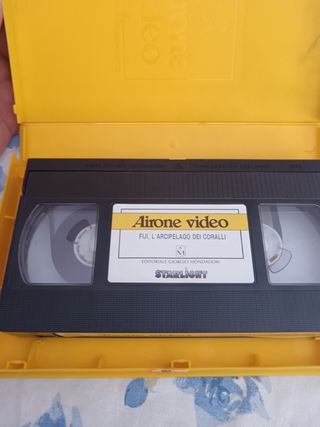 Airone video
FIJI, L'ARCIPELAGO DEI CORALLI
M
EDITORIALE GIORGIO MONDADORI
STARLIGHT